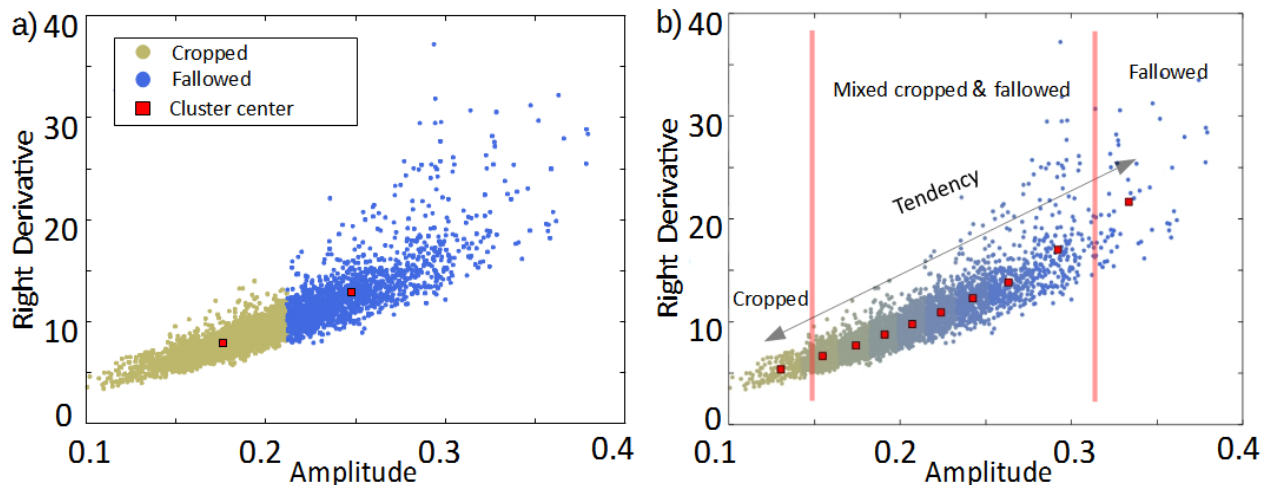 a)
40
30
20
10
0
Right Derivative
Cropped
Fallowed
Cluster center
0.1
0.2
0.3
0.4
Amplitude
b)
40
30
20
10
0
Right Derivative
Mixed cropped & fallowed
Fallowed
Tendency
Cropped
0.1
0.2
0.3
0.4
Amplitude